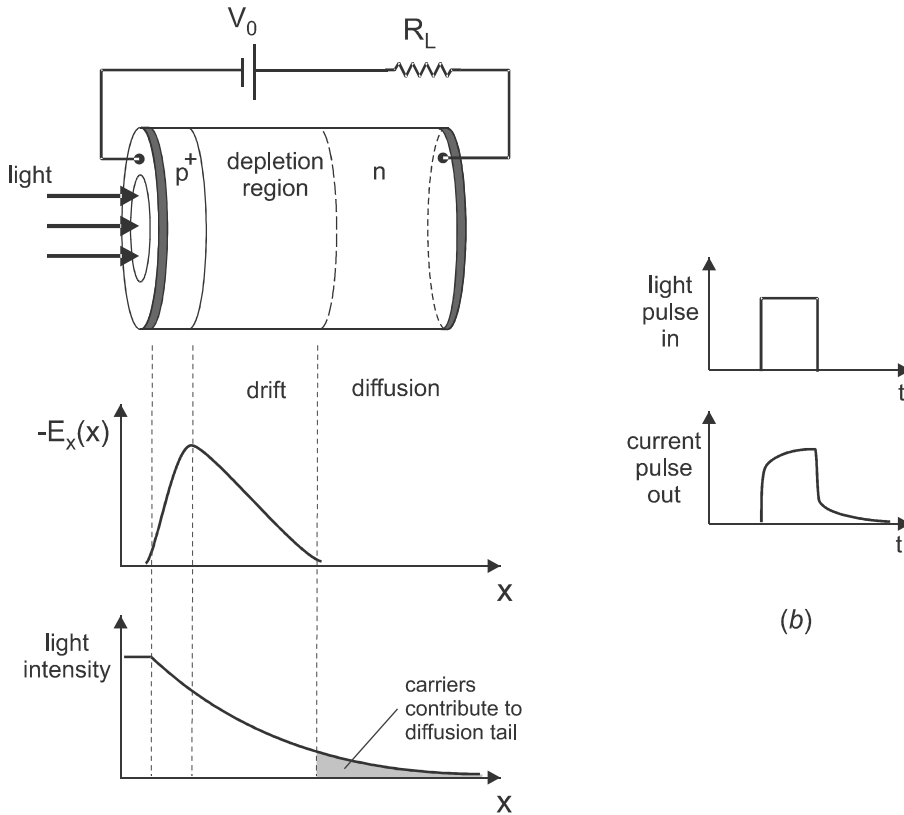 V₀
R_L
light
p⁺
depletion
region
n
drift
diffusion
-Eₓ(x)
x
light
intensity
carriers
contribute to
diffusion tail
x
light
pulse
in
t
current
pulse
out
t
(b)